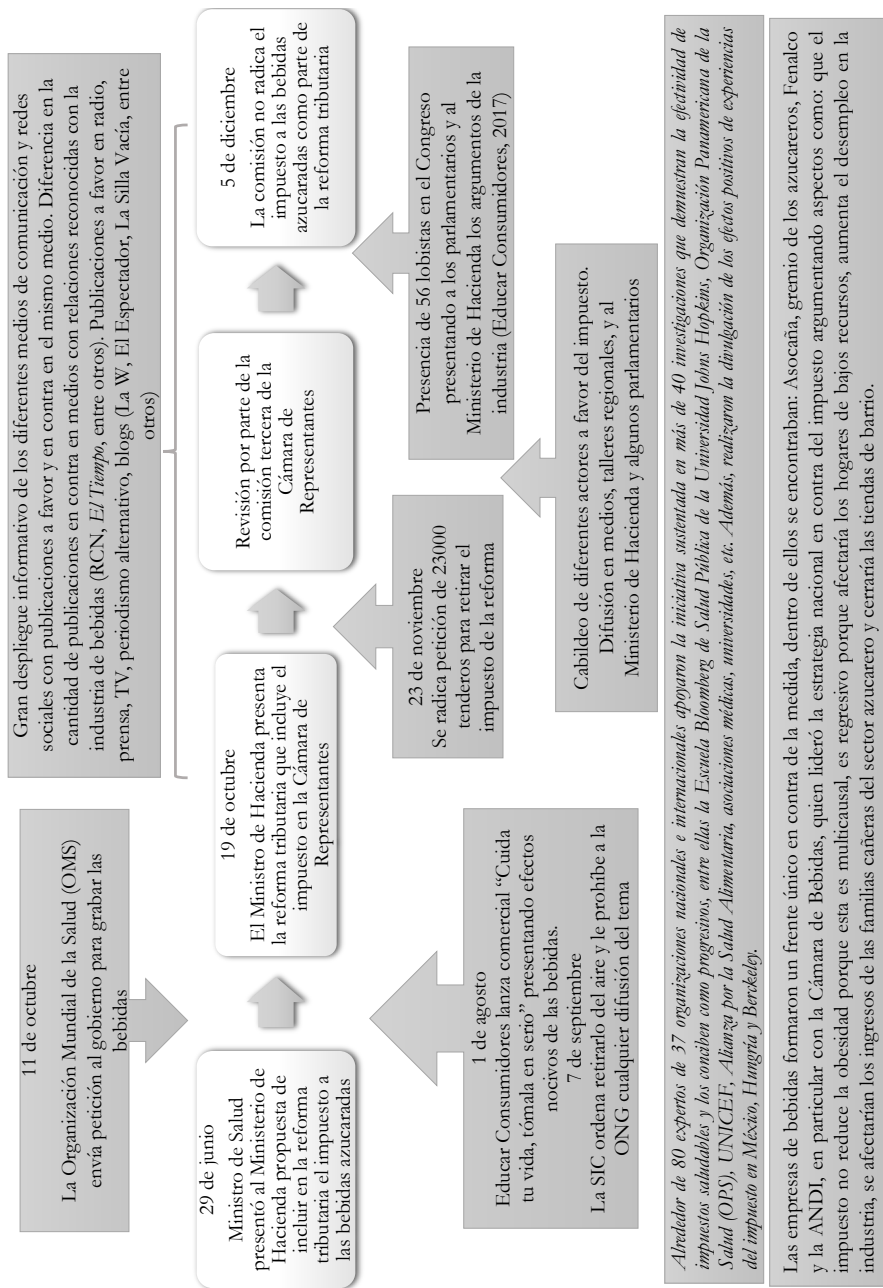 11 de octubre
La Organización Mundial de la Salud (OMS)
envía petición al gobierno para grabar las
bebidas
Gran despliegue informativo de los diferentes medios de comunicación y redes
sociales con publicaciones a favor y en contra en el mismo medio. Diferencia en la
cantidad de publicaciones en contra en medios con relaciones reconocidas con la
industria de bebidas (RCN, El Tiempo, entre otros). Publicaciones a favor en radio,
prensa, TV, periodismo alternativo, blogs (La W, El Espectador, La Silla Vacía, entre
otros)
29 de junio
Ministro de Salud
presentó al Ministerio de
Hacienda propuesta de
incluir en la reforma
tributaria el impuesto a
las bebidas azucaradas
19 de octubre
El Ministro de Hacienda presenta
la reforma tributaria que incluye el
impuesto en la Cámara de
Representantes
Revisión por parte de la
comisión tercera de la
Cámara de
Representantes
5 de diciembre
La comisión no radica el
impuesto a las bebidas
azucaradas como parte de
la reforma tributaria
1 de agosto
Educar Consumidores lanza comercial “Cuida
tu vida, tómala en serio” presentando efectos
nocivos de las bebidas.
7 de septiembre
La SIC ordena retirarlo del aire y le prohibe a la
ONG cualquier difusión del tema
23 de noviembre
Se radica petición de 23000
tenderos para retirar el
impuesto de la reforma
Cabildeo de diferentes actores a favor del impuesto.
Difusión en medios, talleres regionales, y al
Ministerio de Hacienda y algunos parlamentarios
Presencia de 56 lobistas en el Congreso
presentando a los parlamentarios y al
Ministerio de Hacienda los argumentos de la
industria (Educar Consumidores, 2017)
Alrededor de 80 expertos de 37 organizaciones nacionales e internacionales apoyaron la iniciativa sustentada en más de 40 investigaciones que demuestran la efectividad de
impuestos saludables y los conciben como progresivos, entre ellas la Escuela Bloomberg de Salud Pública de la Universidad Johns Hopkins, Organización Panamericana de la
Salud (OPS), UNICEF, Alianza por la Salud Alimentaria, asociaciones médicas, universidades, etc. Además, realizaron la divulgación de los efectos positivos de experiencias
del impuesto en México, Hungría y Berckeley.
Las empresas de bebidas formaron un frente único en contra de la medida, dentro de ellos se encontraban: Asocaña, gremio de los azucareros, Fenalco
y la ANDI, en particular con la Cámara de Bebidas, quien lideró la estrategia nacional en contra del impuesto argumentando aspectos como: que el
impuesto no reduce la obesidad porque esta es multicausal, es regresivo porque afectaría los hogares de bajos recursos, aumenta el desempleo en la
industria, se afectarían los ingresos de las familias cañeras del sector azucarero y cerraría las tiendas de barrio.